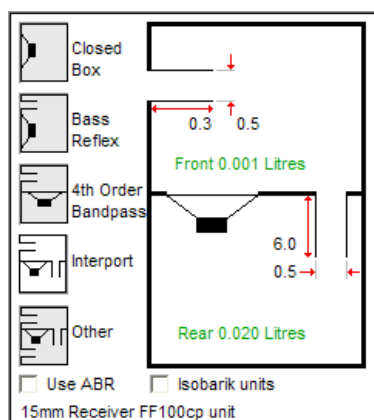 Closed
Box
Bass
Reflex
4th Order
Bandpass
Interport
Other
0.3 0.5
Front 0.001 Litres
6.0
0.5
Rear 0.020 Litres
Use ABR Isobarik units
15mm Receiver FF100cp unit